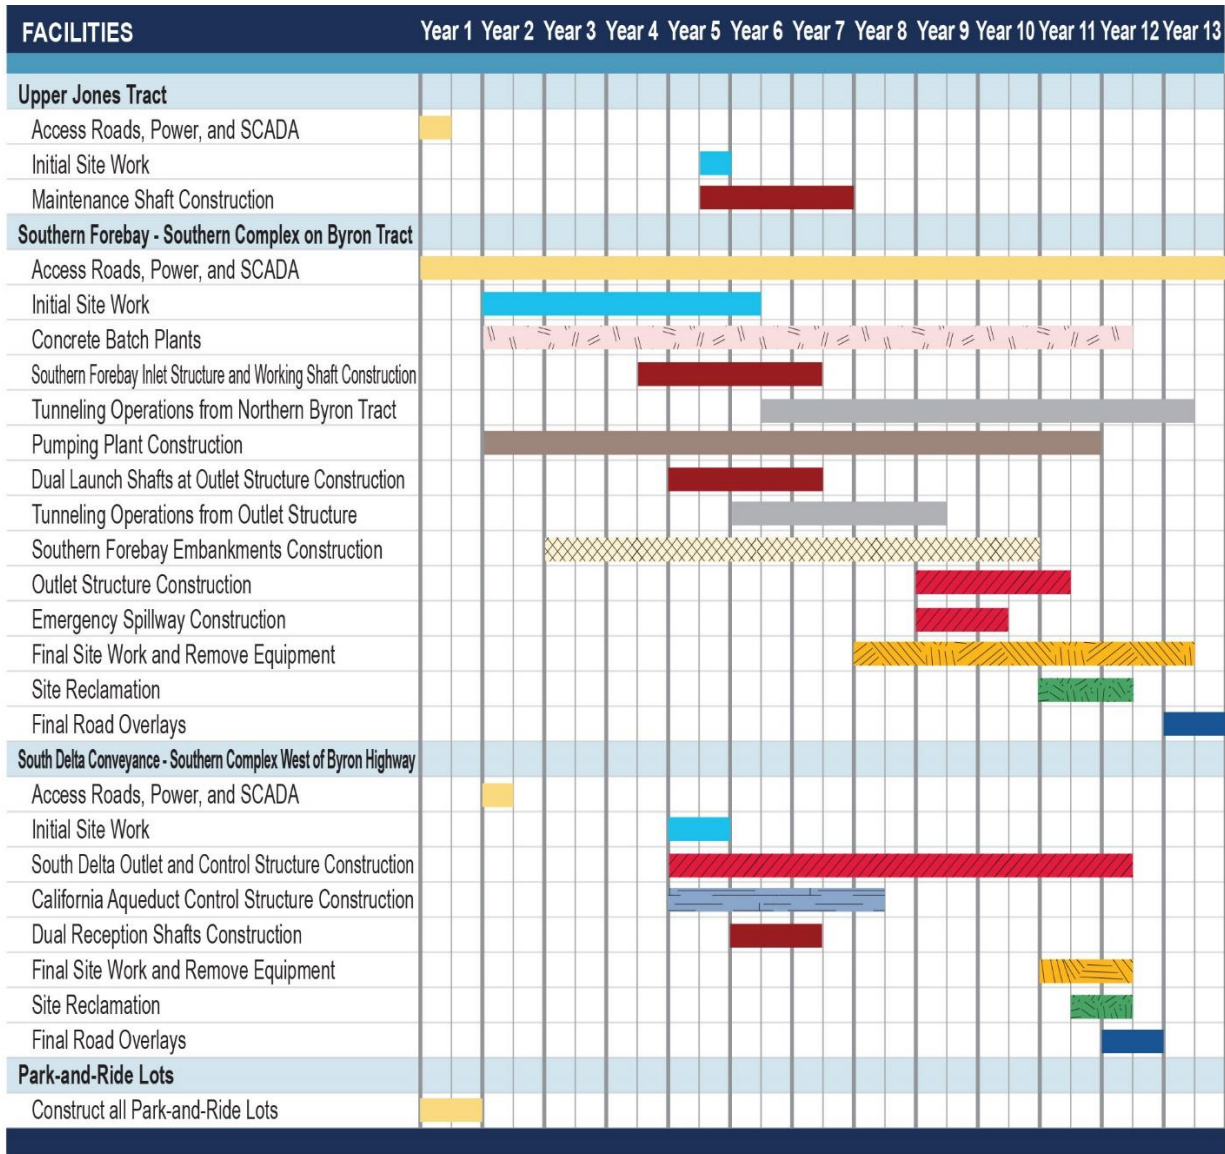 FACILITIES Year 1 Year 2 Year 3 Year 4 Year 5 Year 6 Year 7 Year 8 Year 9 Year 10 Year 11 Year 12 Year 13
Upper Jones Tract
Access Roads, Power, and SCADA
Initial Site Work
Maintenance Shaft Construction
Southern Forebay - Southern Complex on Byron Tract
Access Roads, Power, and SCADA
Initial Site Work
Concrete Batch Plants
Southern Forebay Inlet Structure and Working Shaft Construction
Tunneling Operations from Northern Byron Tract
Pumping Plant Construction
Dual Launch Shafts at Outlet Structure Construction
Tunneling Operations from Outlet Structure
Southern Forebay Embankments Construction
Outlet Structure Construction
Emergency Spillway Construction
Final Site Work and Remove Equipment
Site Reclamation
Final Road Overlays
South Delta Conveyance - Southern Complex West of Byron Highway
Access Roads, Power, and SCADA
Initial Site Work
South Delta Outlet and Control Structure Construction
California Aqueduct Control Structure Construction
Dual Reception Shafts Construction
Final Site Work and Remove Equipment
Site Reclamation
Final Road Overlays
Park-and-Ride Lots
Construct all Park-and-Ride Lots